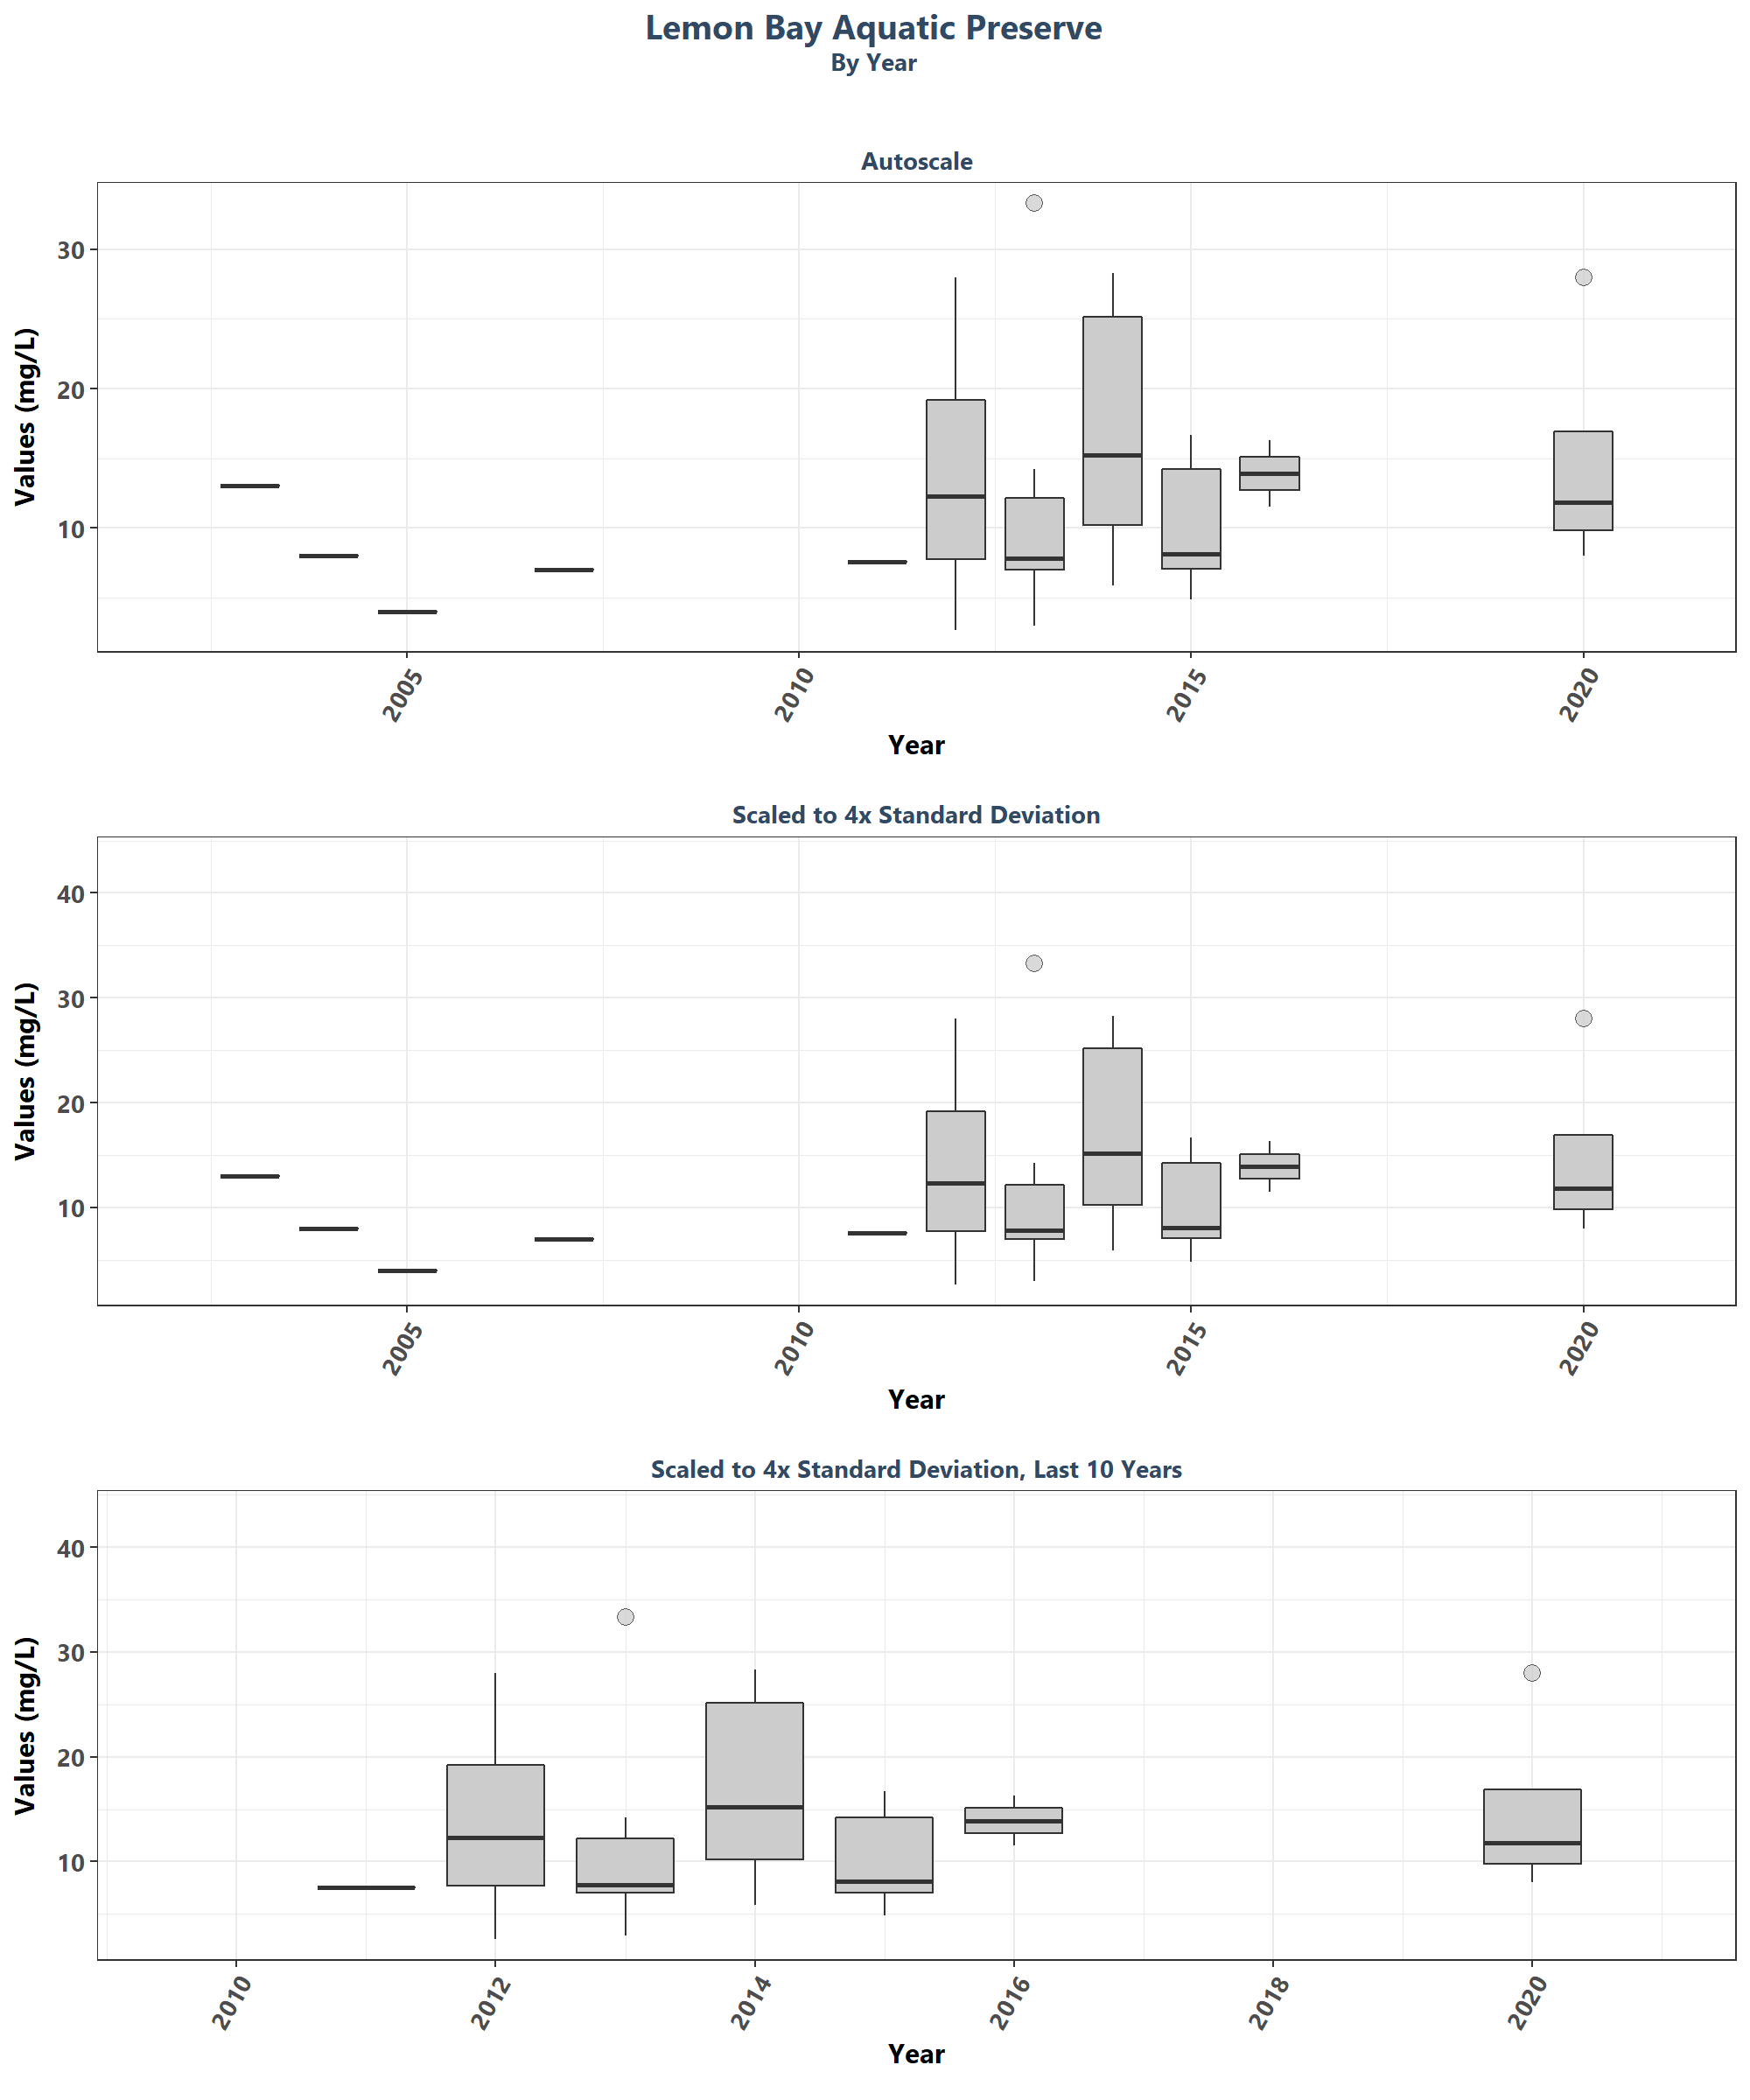 Lemon Bay Aquatic Preserve
By Year
Autoscale
Values (mg/L)
30
20
10
2005 2010 2015 2020
Year
Scaled to 4x Standard Deviation
Values (mg/L)
40
30
20
10
2005 2010 2015 2020
Year
Scaled to 4x Standard Deviation, Last 10 Years
Values (mg/L)
40
30
20
10
2010 2012 2014 2016 2018 2020
Year